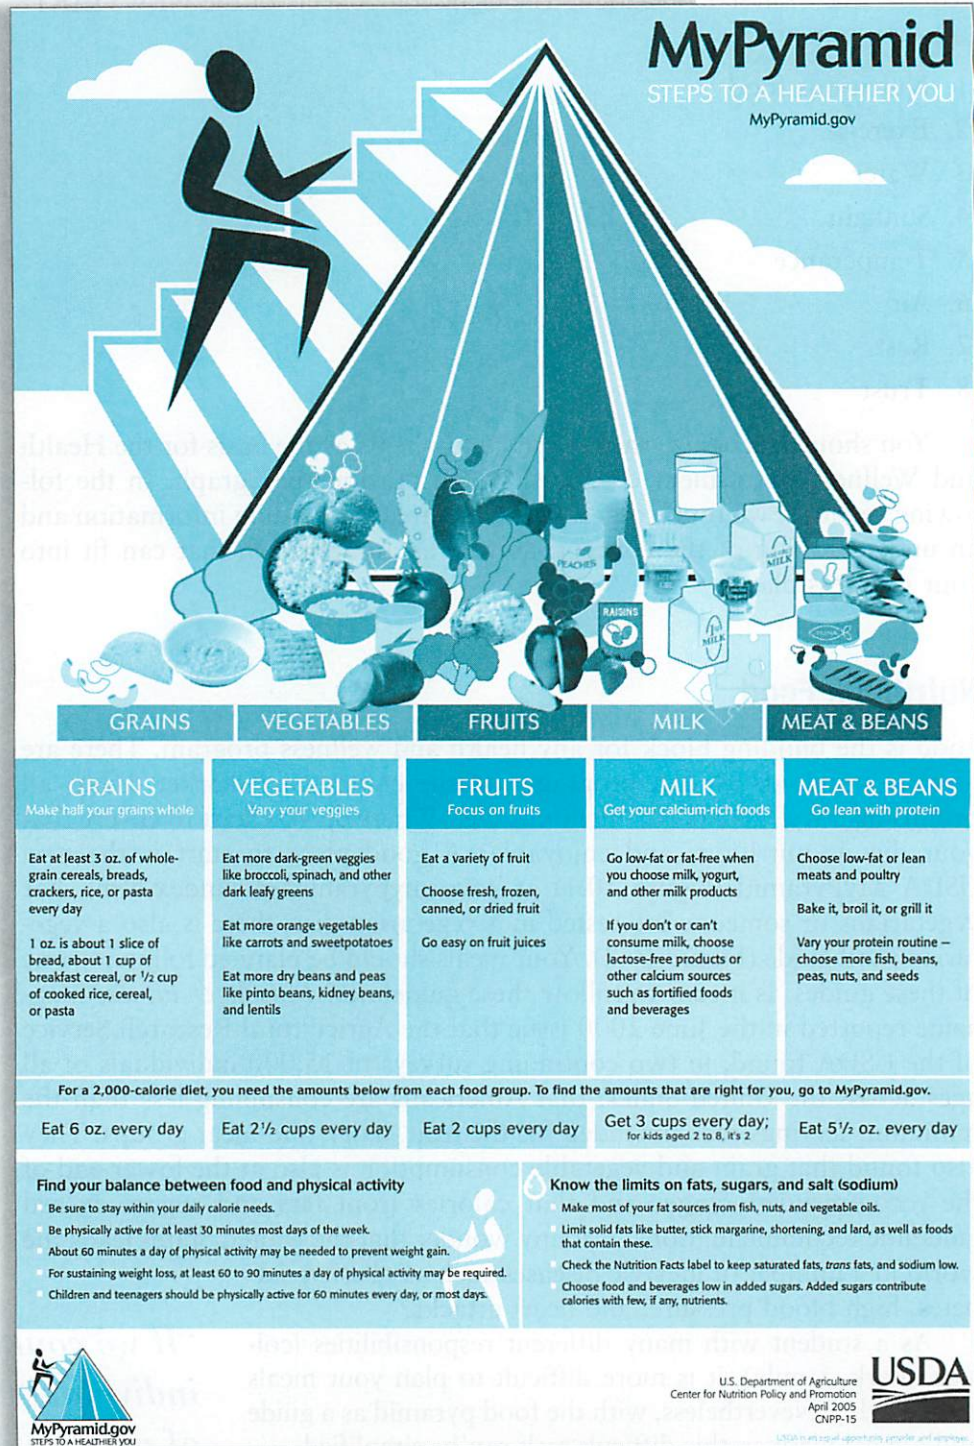 MyPyramid
STEPS TO A HEALTHIER YOU
MyPyramid.gov
PEACHES
RAISINS
MILK
MILK
TUNA
GRAINS
VEGETABLES
FRUITS
MILK
MEAT & BEANS
GRAINS
Make half your grains whole
VEGETABLES
Vary your veggies
FRUITS
Focus on fruits
MILK
Get your calcium-rich foods
MEAT & BEANS
Go lean with protein
Eat at least 3 oz. of whole-
grain cereals, breads,
crackers, rice, or pasta
every day
1 oz. is about 1 slice of
bread, about 1 cup of
breakfast cereal, or 1/2 cup
of cooked rice, cereal,
or pasta
Eat more dark-green veggies
like broccoli, spinach, and other
dark leafy greens
Eat more orange vegetables
like carrots and sweetpotatoes
Eat more dry beans and peas
like pinto beans, kidney beans,
and lentils
Eat a variety of fruit
Choose fresh, frozen,
canned, or dried fruit
Go easy on fruit juices
Go low-fat or fat-free when
you choose milk, yogurt,
and other milk products
If you don't or can't
consume milk, choose
lactose-free products or
other calcium sources
such as fortified foods
and beverages
Choose low-fat or lean
meats and poultry
Bake it, broil it, or grill it
Vary your protein routine –
choose more fish, beans,
peas, nuts, and seeds
For a 2,000-calorie diet, you need the amounts below from each food group. To find the amounts that are right for you, go to MyPyramid.gov.
Eat 6 oz. every day
Eat 2 1/2 cups every day
Eat 2 cups every day
Get 3 cups every day;
for kids aged 2 to 8, it's 2
Eat 5 1/2 oz. every day
Find your balance between food and physical activity
Be sure to stay within your daily calorie needs.
Be physically active for at least 30 minutes most days of the week.
About 60 minutes a day of physical activity may be needed to prevent weight gain.
For sustaining weight loss, at least 60 to 90 minutes a day of physical activity may be required.
Children and teenagers should be physically active for 60 minutes every day, or most days.
Know the limits on fats, sugars, and salt (sodium)
Make most of your fat sources from fish, nuts, and vegetable oils.
Limit solid fats like butter, stick margarine, shortening, and lard, as well as foods
that contain these.
Check the Nutrition Facts label to keep saturated fats, trans fats, and sodium low.
Choose food and beverages low in added sugars. Added sugars contribute
calories with few, if any, nutrients.
MyPyramid.gov
STEPS TO A HEALTHIER YOU
U.S. Department of Agriculture
Center for Nutrition Policy and Promotion
April 2005
CNPP-15
USDA
USDA is an equal opportunity provider and employer.